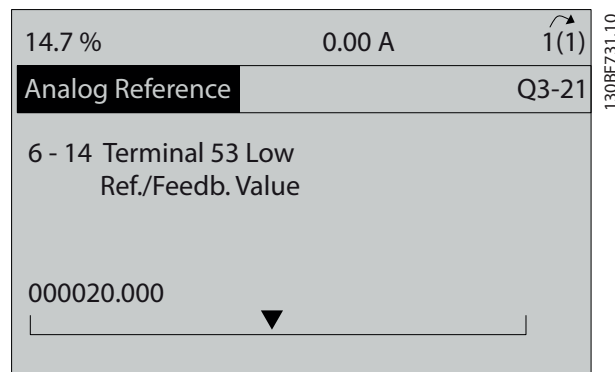 14.7 % 0.00 A 1(1)
Analog Reference Q3-21
6 - 14 Terminal 53 Low
Ref./Feedb. Value
000020.000
130BF731.10